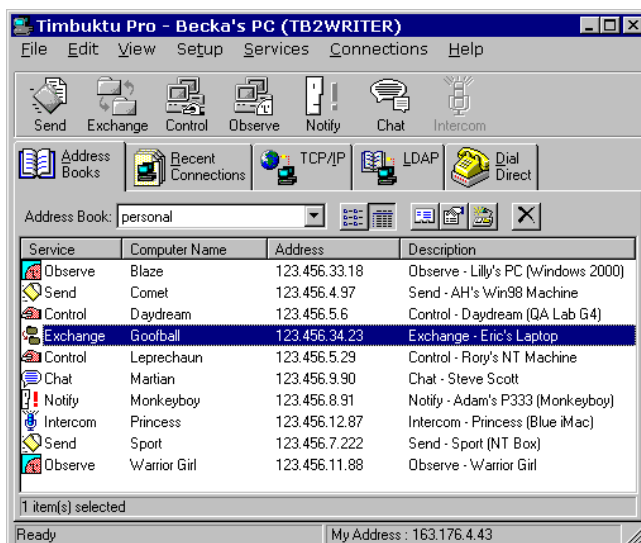 Timbuktu Pro - Becka's PC (TB2WRITER)
File Edit View Setup Services Connections Help
Send Exchange Control Observe Notify Chat Intercom
Address Books Recent Connections TCP/IP LDAP Dial Direct
Address Book: personal
Service Computer Name Address Description
Observe Blaze 123.456.33.18 Observe - Lilly's PC (Windows 2000)
Send Comet 123.456.4.97 Send - AH's Win98 Machine
Control Daydream 123.456.5.6 Control - Daydream (QA Lab G4)
Exchange Goofball 123.456.34.23 Exchange - Eric's Laptop
Control Leprechaun 123.456.5.29 Control - Rory's NT Machine
Chat Martian 123.456.9.90 Chat - Steve Scott
Notify Monkeyboy 123.456.8.91 Notify - Adam's P333 (Monkeyboy)
Intercom Princess 123.456.12.87 Intercom - Princess (Blue iMac)
Send Sport 123.456.7.222 Send - Sport (NT Box)
Observe Warrior Girl 123.456.11.88 Observe - Warrior Girl
1 item(s) selected
Ready My Address : 163.176.4.43